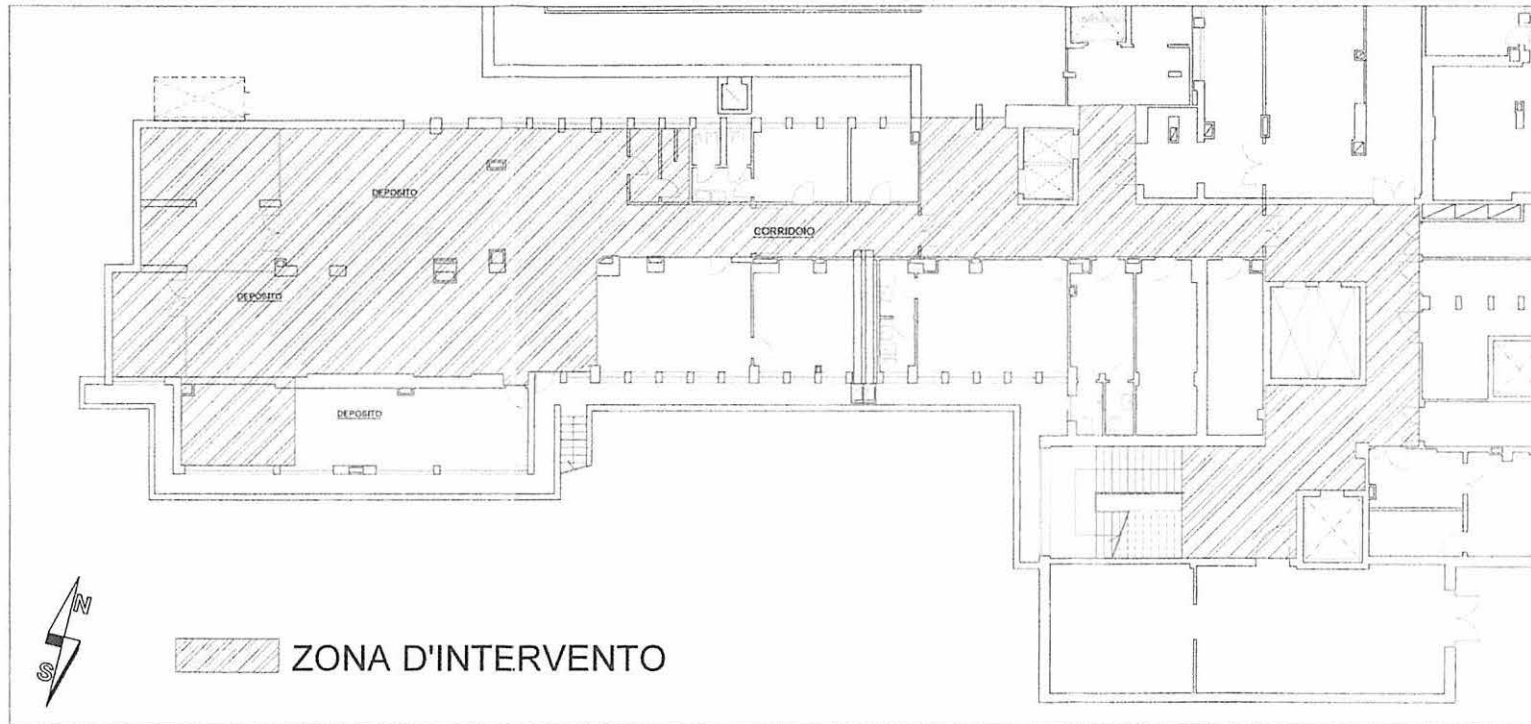 DEPOSITO
CORRIDOIO
DEPOSITO
DEPOSITO
N
S
ZONA D'INTERVENTO